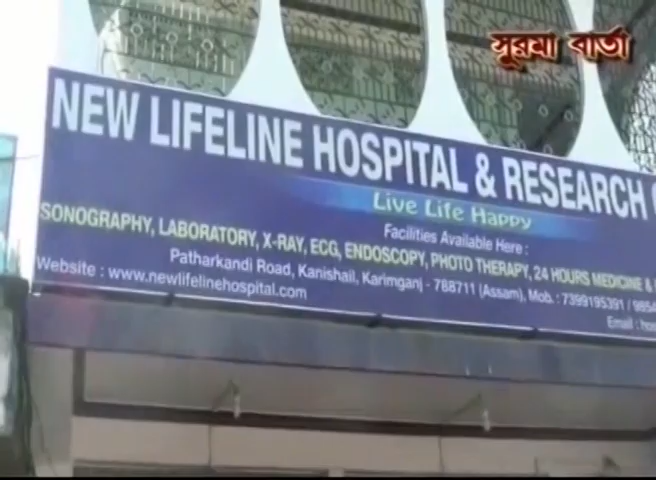 সুরমা বার্তা
NEW LIFELINE HOSPITAL & RESEARCH
Live Life Happy
Facilities Available Here :
SONOGRAPHY, LABORATORY, X-RAY, ECG, ENDOSCOPY, PHOTO THERAPY, 24 HOURS MEDICINE &
Patharkandi Road, Kanishail, Karimganj - 788711 (Assam), Mob. : 7399195391 /
Website : www.newlifelinehospital.com
Email :